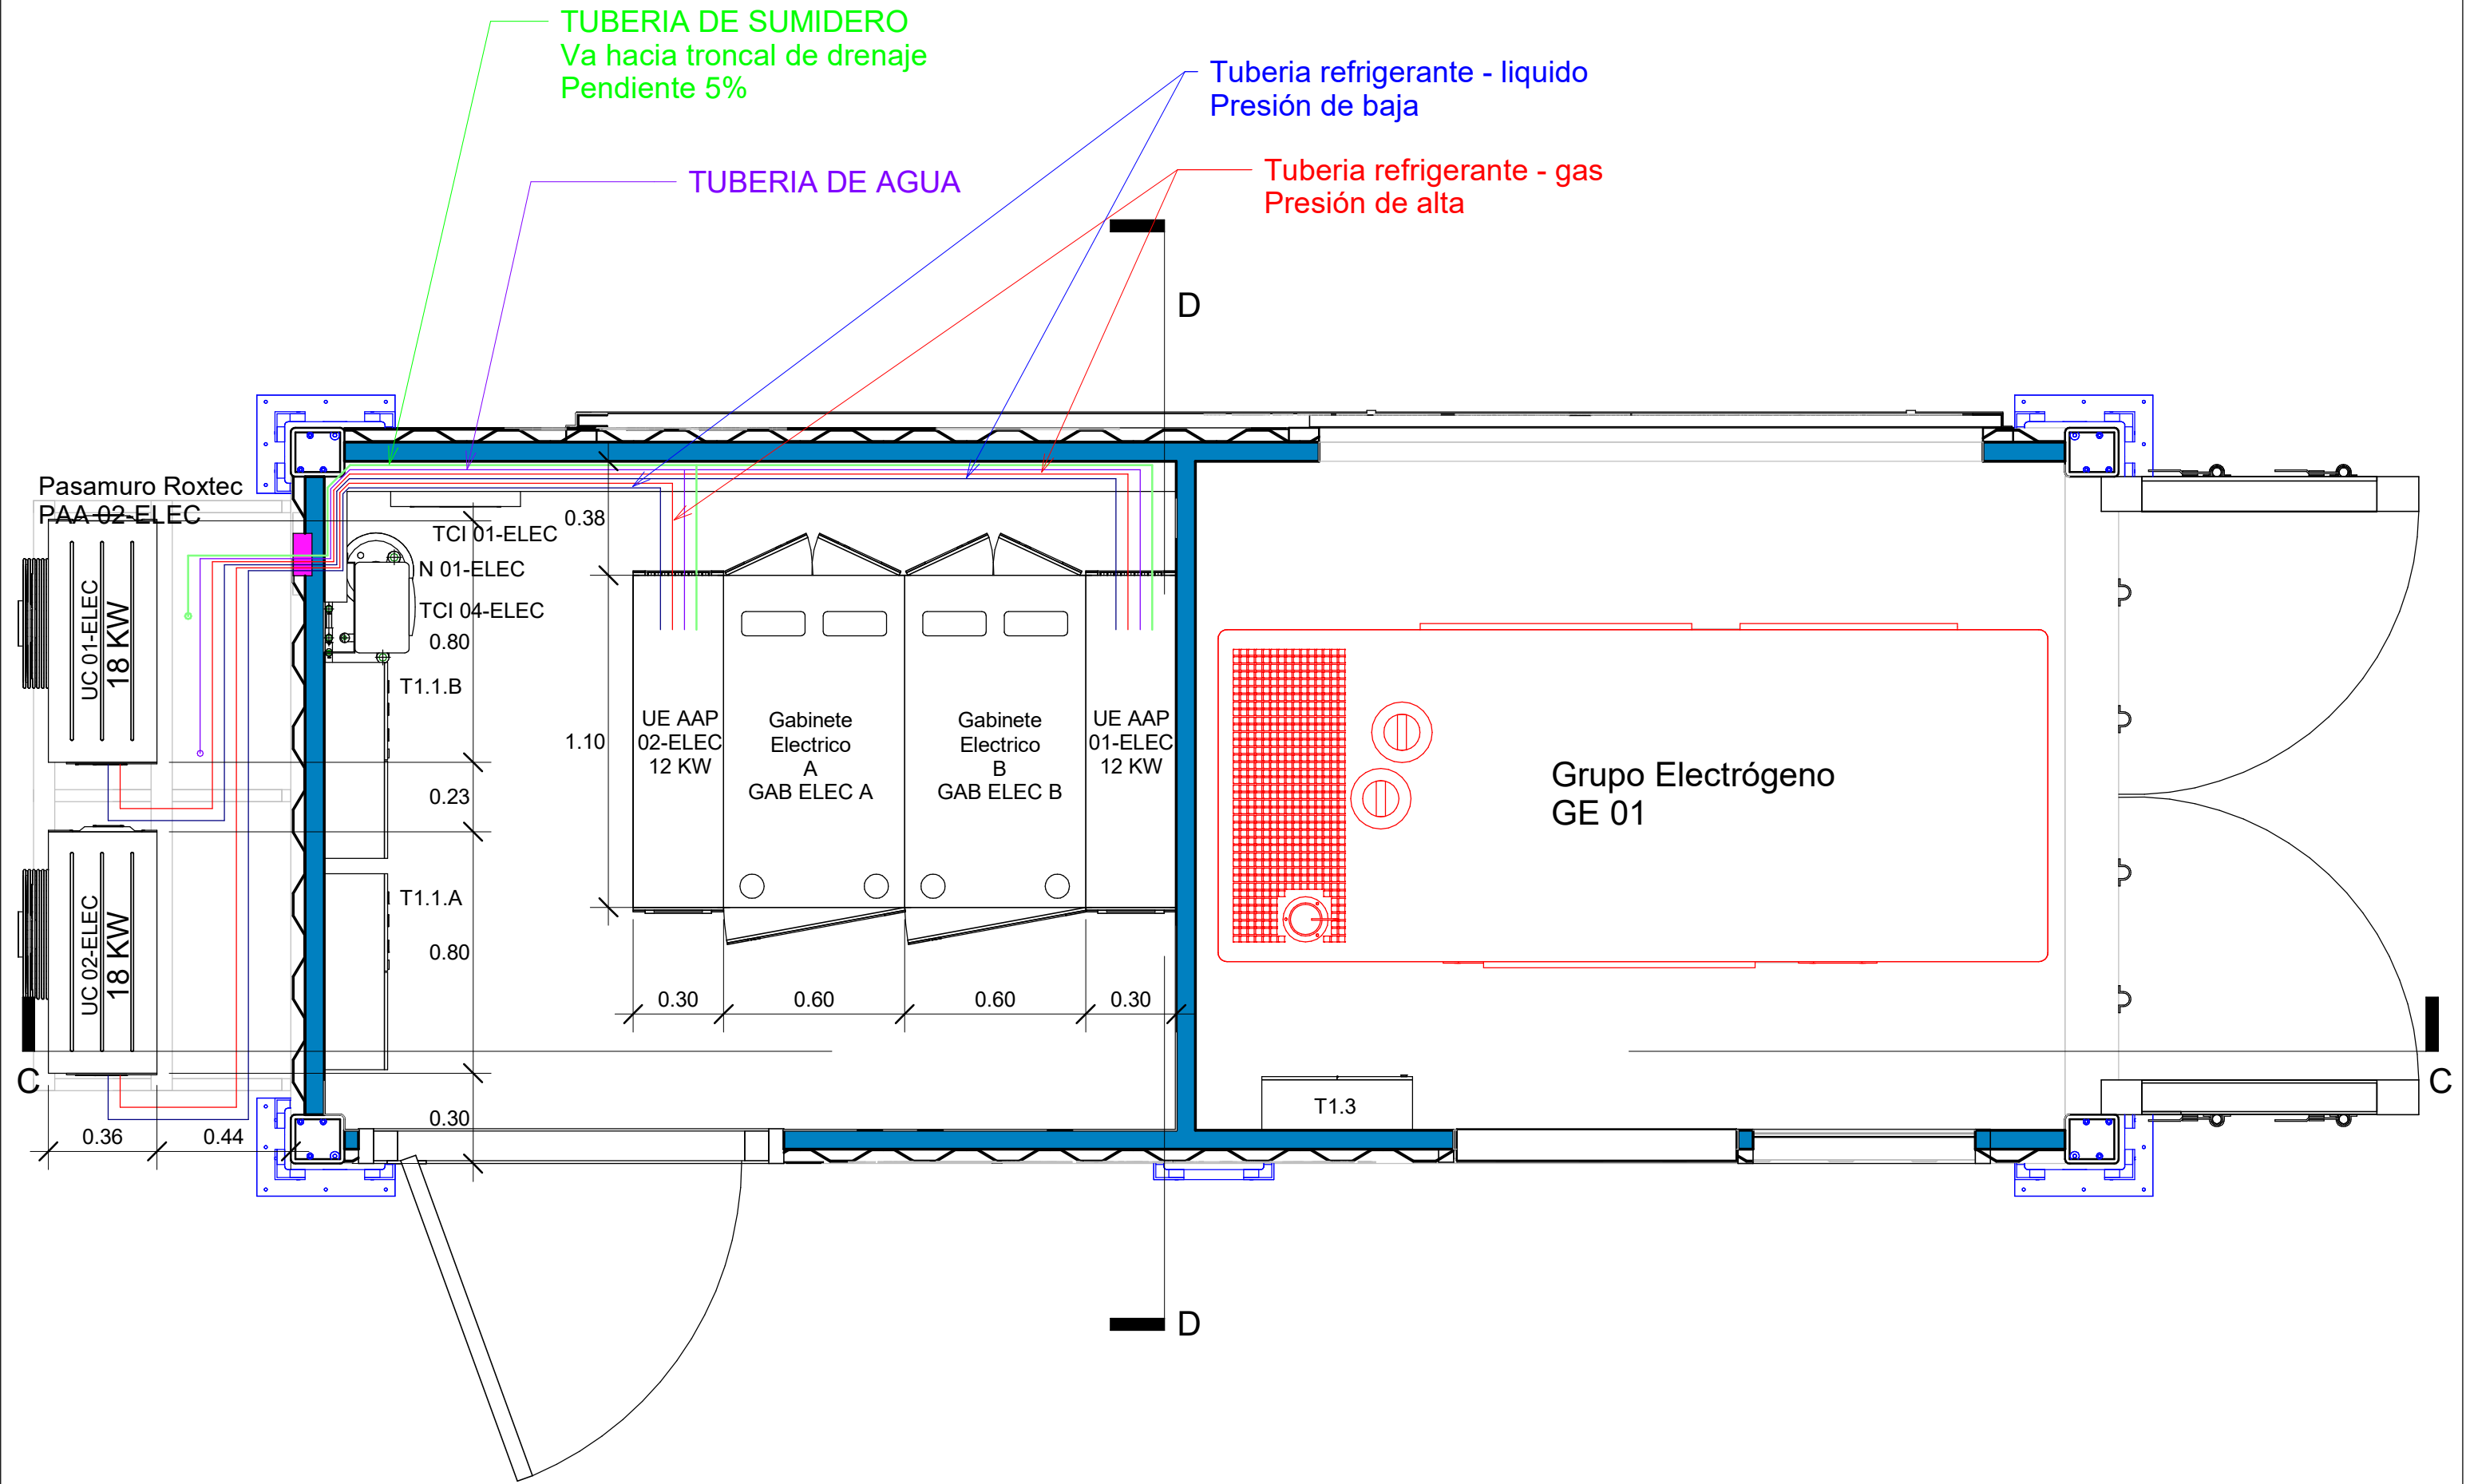 TUBERIA DE SUMIDERO
Va hacia troncal de drenaje
Pendiente 5%
Tuberia refrigerante - liquido
Presión de baja
TUBERIA DE AGUA
Tuberia refrigerante - gas
Presión de alta
D
Pasamuro Roxtec
PAA 02-ELEC
TCI 01-ELEC
0.38
N 01-ELEC
TCI 04-ELEC
0.80
UC 01-ELEC
18 KW
T1.1.B
1.10
UE AAP
02-ELEC
12 KW
Gabinete
Electrico
A
GAB ELEC A
Gabinete
Electrico
B
GAB ELEC B
UE AAP
01-ELEC
12 KW
Grupo Electrógeno
GE 01
0.23
T1.1.A
0.80
UC 02-ELEC
18 KW
0.30
0.60
0.60
0.30
C
C
T1.3
0.30
0.36
0.44
D